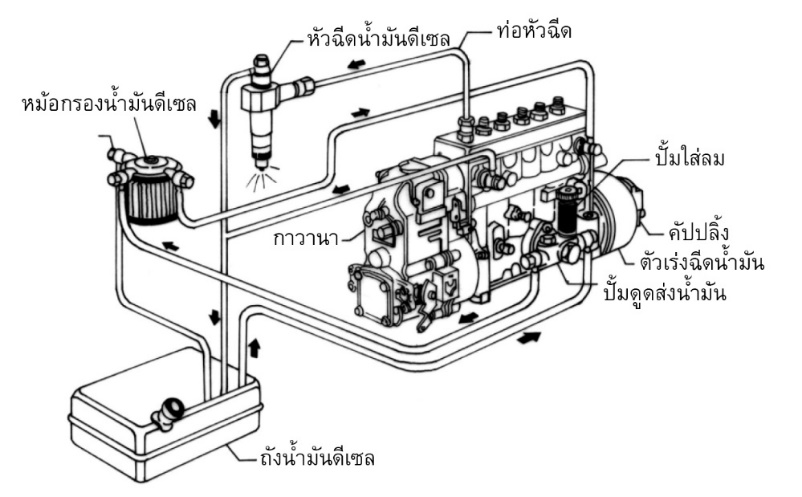 หัวฉีดน้ำมันดีเซล
ท่อหัวฉีด
หม้อกรองน้ำมันดีเซล
ปั้มใส่ลม
กาวานา
คัปปลิ้ง
ตัวเร่งฉีดน้ำมัน
ปั้มดูดส่งน้ำมัน
ถังน้ำมันดีเซล